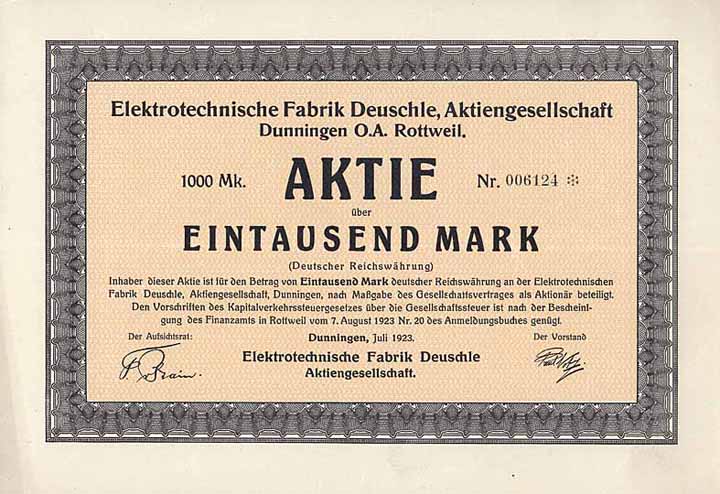 Elektrotechnische Fabrik Deuschle, Aktiengesellschaft
Dunningen O.A. Rottweil.
1000 Mk. AKTIE Nr. 006124 ✻
über
EINTAUSEND MARK
(Deutscher Reichswährung)
Inhaber dieser Aktie ist für den Betrag von Eintausend Mark deutscher Reichswährung an der Elektrotechnischen
Fabrik Deuschle, Aktiengesellschaft, Dunningen, nach Maßgabe des Gesellschaftsvertrages als Aktionär beteiligt.
Den Vorschriften des Kapitalverkehrssteuergesetzes über die Gesellschaftssteuer ist nach der Bescheini-
gung des Finanzamts in Rottweil vom 7. August 1923 Nr. 20 des Anmeldungsbuches genügt.
Der Aufsichtsrat: Dunningen, Juli 1923. Der Vorstand
Elektrotechnische Fabrik Deuschle
Aktiengesellschaft.